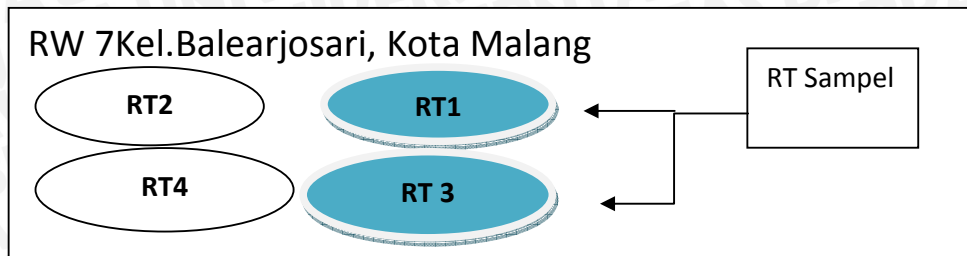 RW 7Kel.Balearjosari, Kota Malang
RT Sampel
RT2
RT1
RT4
RT 3